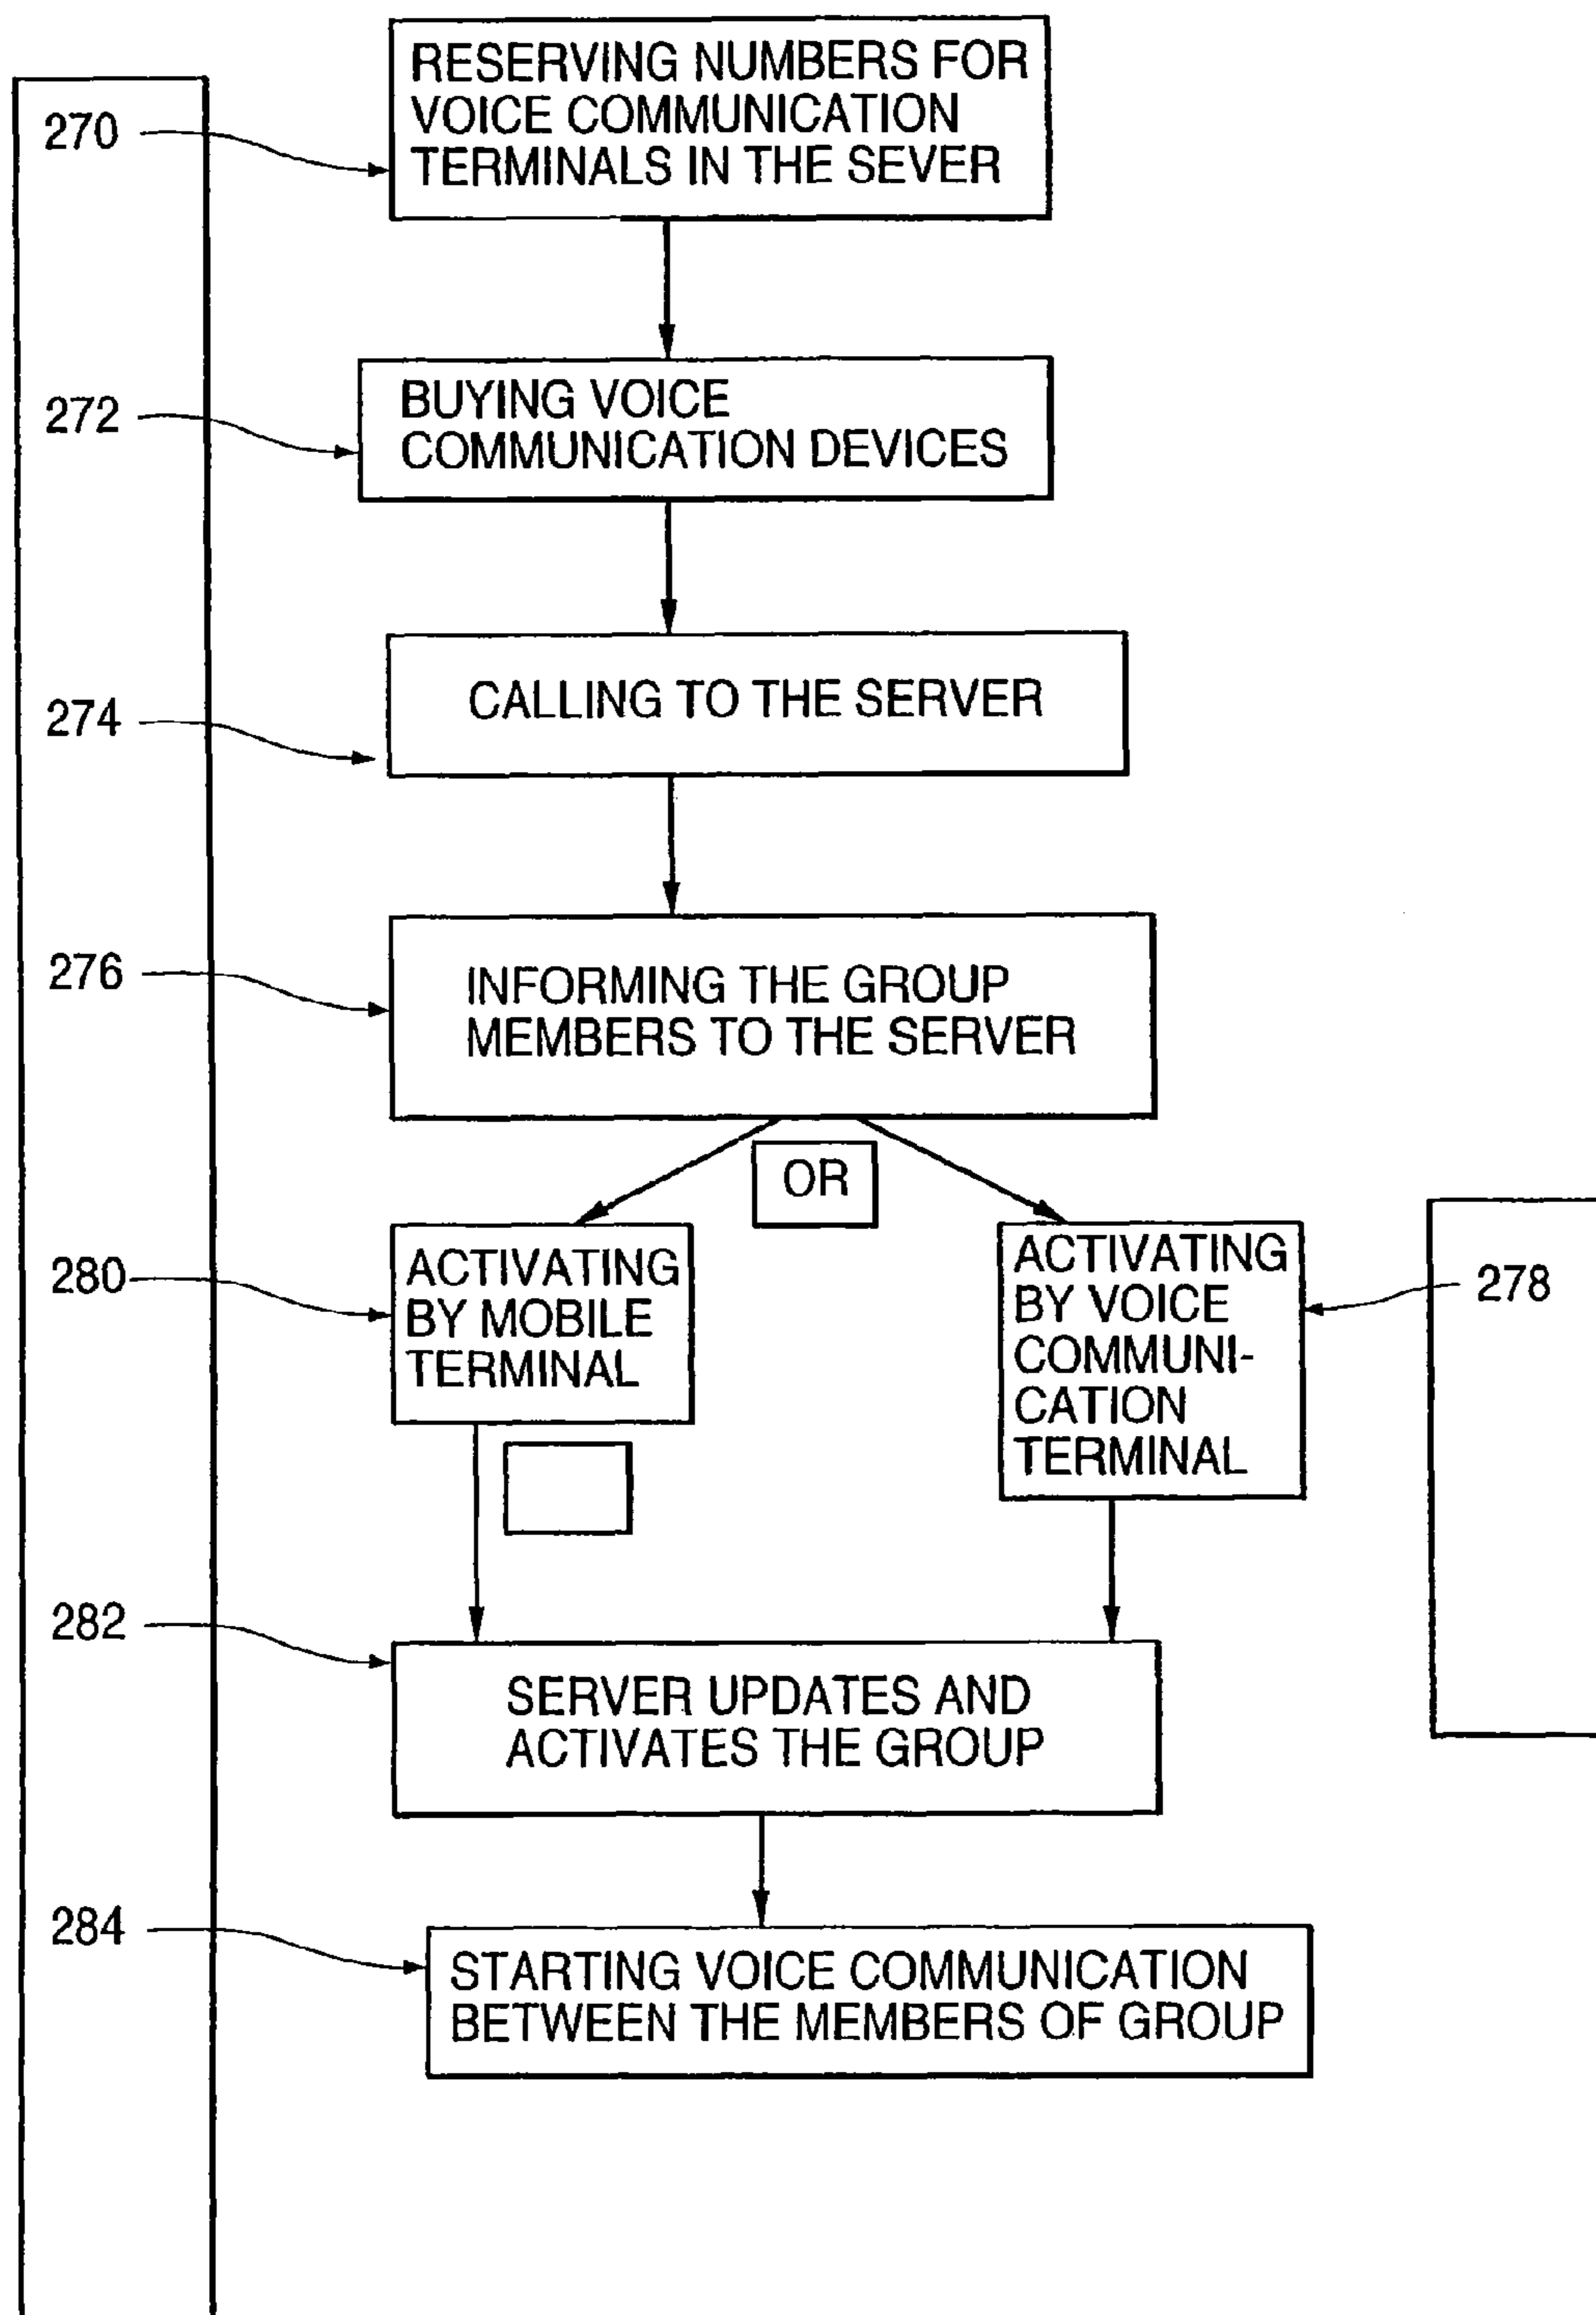 RESERVING NUMBERS FOR
VOICE COMMUNICATION
TERMINALS IN THE SEVER
270
BUYING VOICE
COMMUNICATION DEVICES
272
CALLING TO THE SERVER
274
INFORMING THE GROUP
MEMBERS TO THE SERVER
276
OR
ACTIVATING
BY MOBILE
TERMINAL
280
ACTIVATING
BY VOICE
COMMUNI-
CATION
TERMINAL
278
SERVER UPDATES AND
ACTIVATES THE GROUP
282
STARTING VOICE COMMUNICATION
BETWEEN THE MEMBERS OF GROUP
284